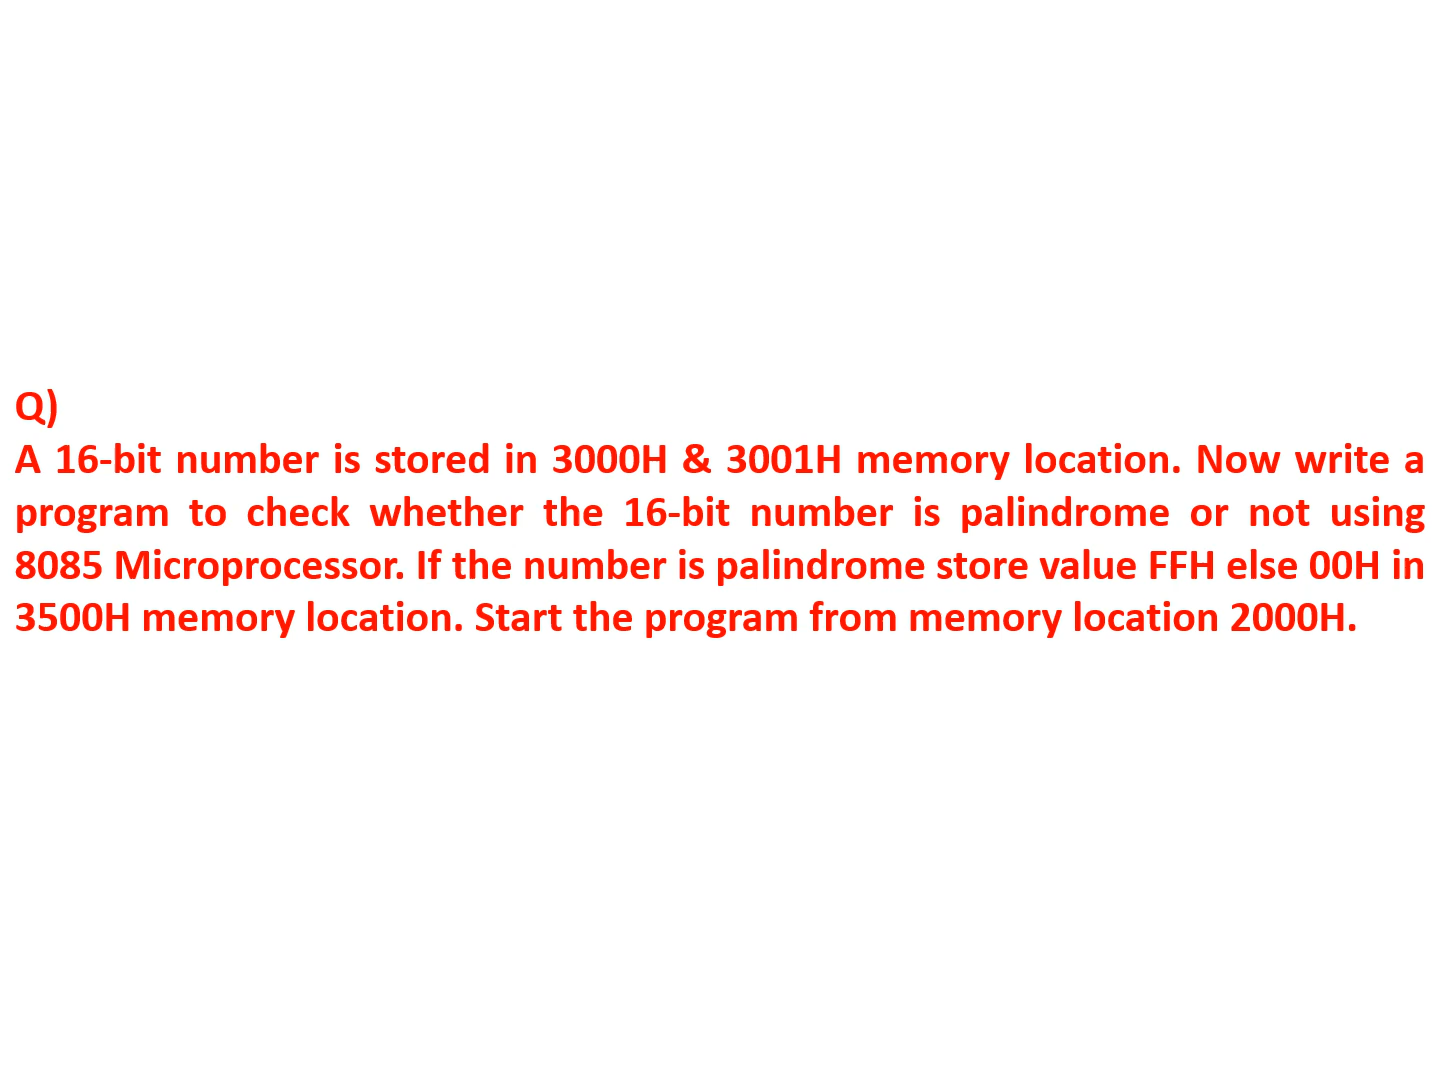 Q)
A 16-bit number is stored in 3000H & 3001H memory location. Now write a
program to check whether the 16-bit number is palindrome or not using
8085 Microprocessor. If the number is palindrome store value FFH else 00H in
3500H memory location. Start the program from memory location 2000H.